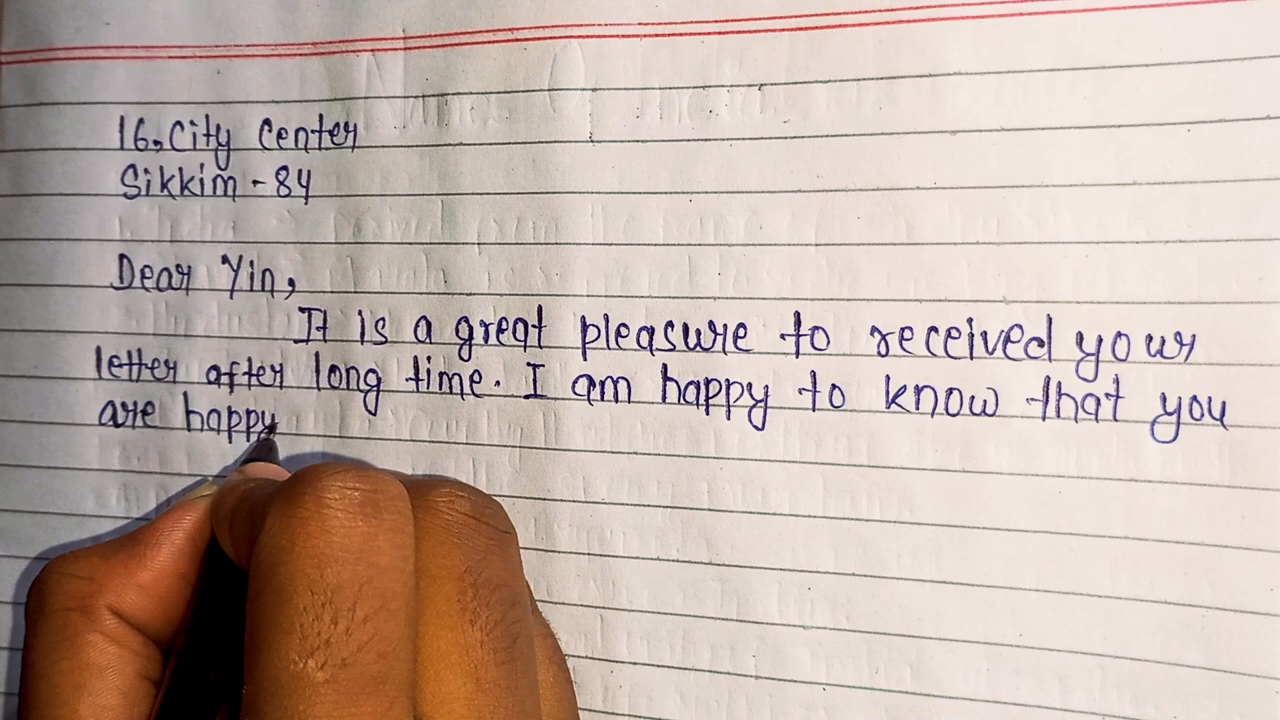 16, City Center
Sikkim - 84
Dear Yin,
It is a great pleasure to received your
letter after long time. I am happy to know that you
are happy